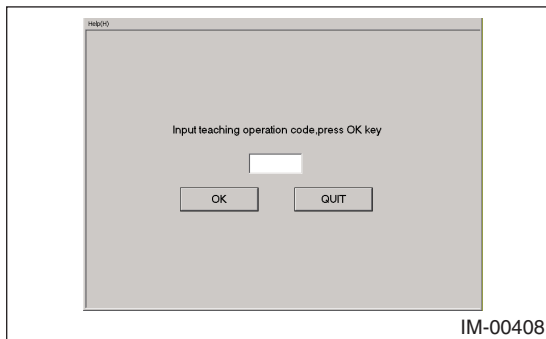 Help(H)
Input teaching operation code,press OK key
OK
QUIT
IM-00408